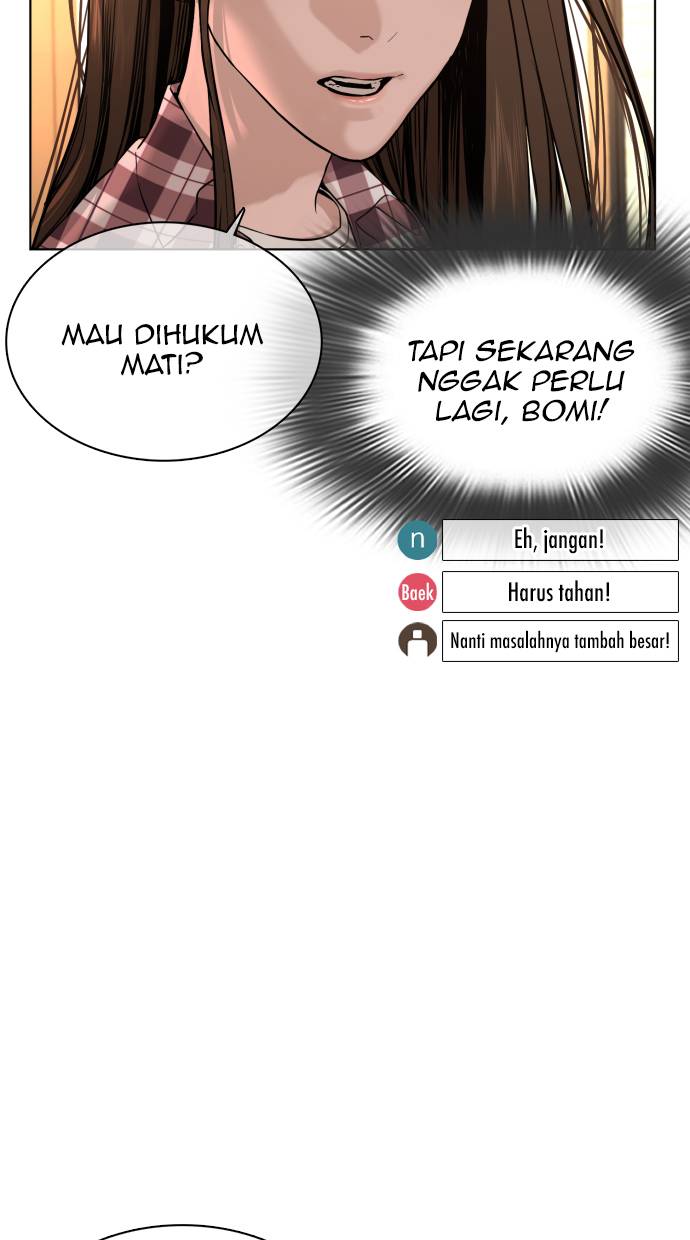 MAU DIHUKUM
MATI?
TAPI SEKARANG
NGGAK PERLU
LAGI, BOMI!
n
Eh, jangan!
Baek
Harus tahan!
Nanti masalahnya tambah besar!